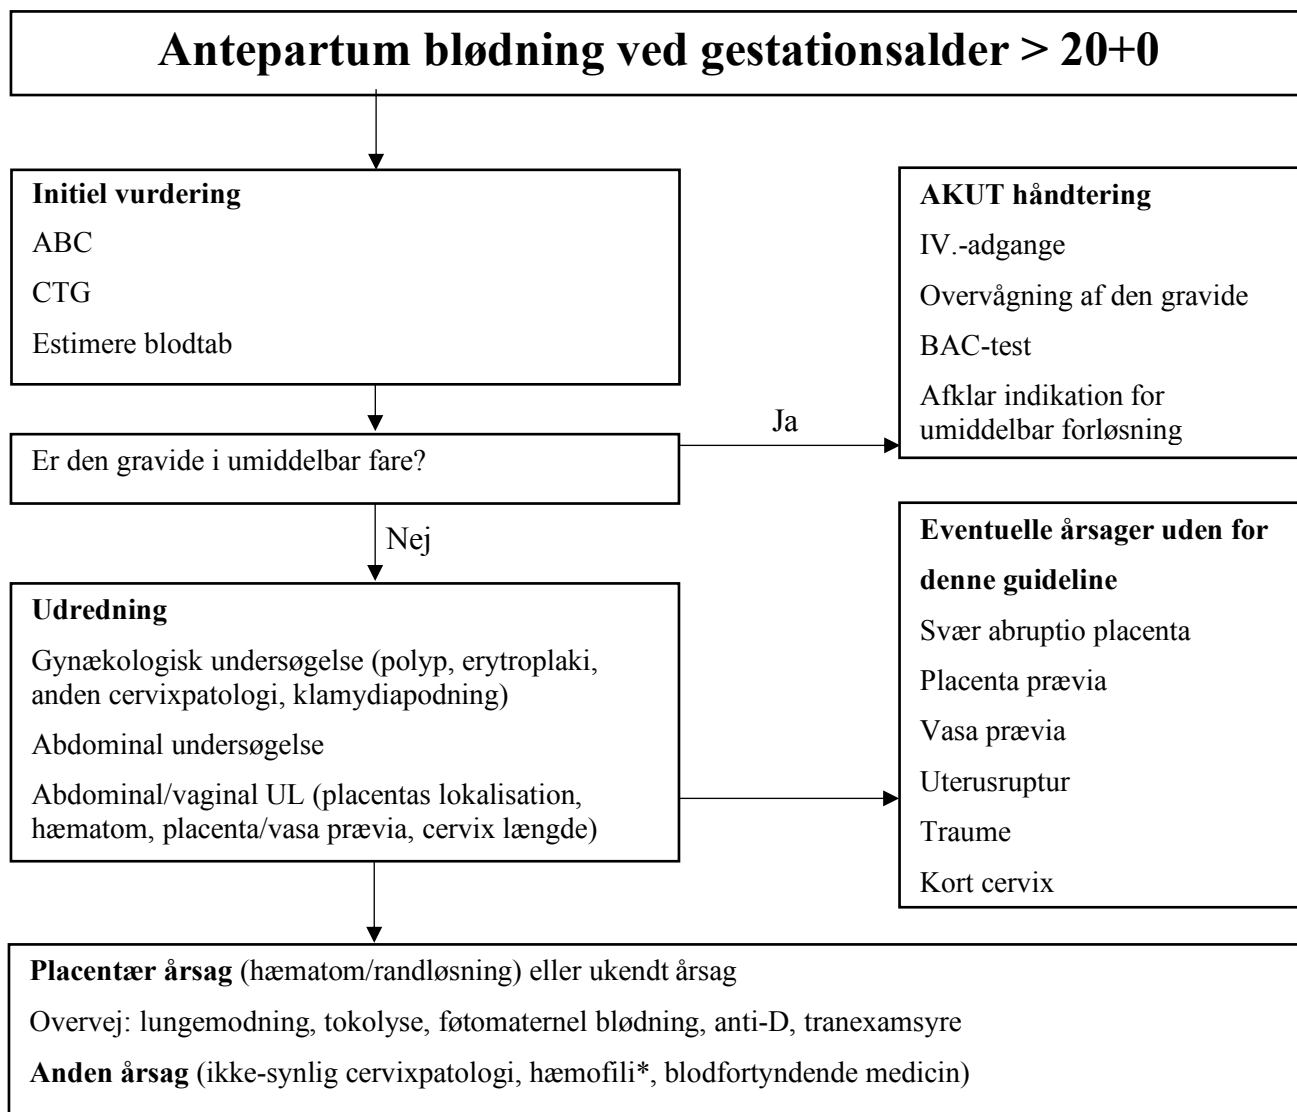 Antepartum blødning ved gestationsalder > 20+0
Initiel vurdering
ABC
CTG
Estimere blodtab
AKUT håndtering
IV.-adgange
Overvågning af den gravide
BAC-test
Afklar indikation for
umiddelbar forløsning
Ja
Er den gravide i umiddelbar fare?
Nej
Udredning
Gynækologisk undersøgelse (polyp, erytroplaki,
anden cervixpatologi, klamydiapodning)
Abdominal undersøgelse
Abdominal/vaginal UL (placentas lokalisation,
hæmatom, placenta/vasa prævia, cervix længde)
Eventuelle årsager uden for
denne guideline
Svær abruptio placenta
Placenta prævia
Vasa prævia
Uterusruptur
Traume
Kort cervix
Placentær årsag (hæmatom/randløsning) eller ukendt årsag
Overvej: lungemodning, tokolyse, føtomaternel blødning, anti-D, tranexamsyre
Anden årsag (ikke-synlig cervixpatologi, hæmofili*, blodfortyndende medicin)